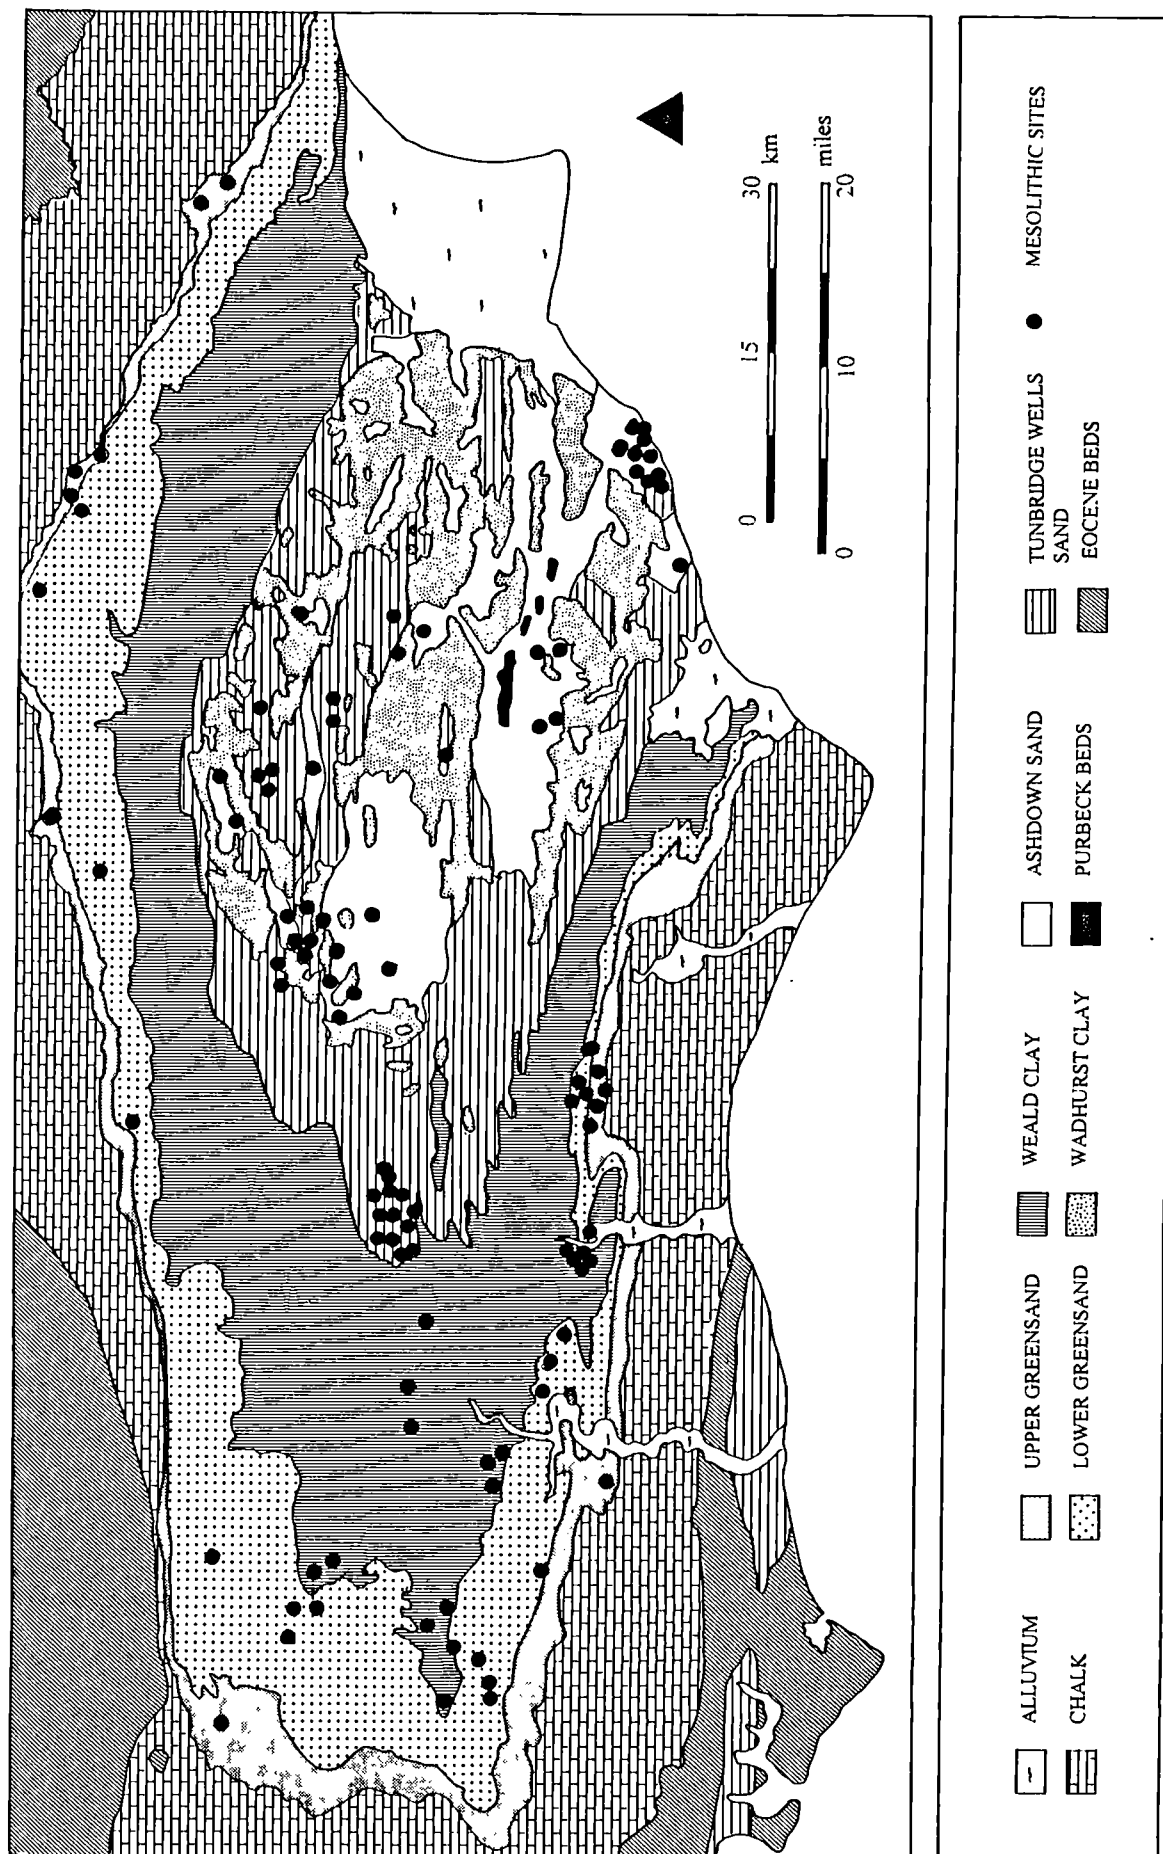 0 15 30 km
0 10 20 miles
ALLUVIUM
UPPER GREENSAND
WEALD CLAY
ASHDOWN SAND
TUNBRIDGE WELLS
SAND
MESOLITHIC SITES
CHALK
LOWER GREENSAND
WADHURST CLAY
PURBECK BEDS
EOCENE BEDS